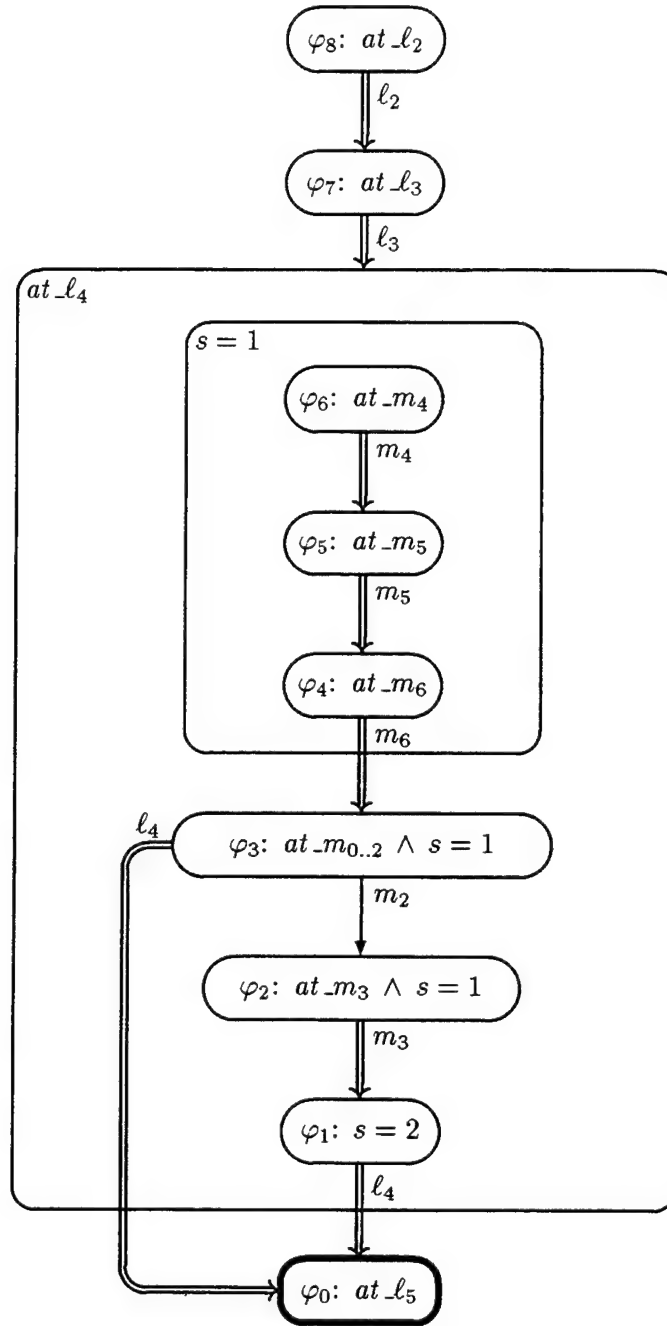 φ₈: at_ℓ₂
ℓ₂
φ₇: at_ℓ₃
ℓ₃
at_ℓ₄
s = 1
φ₆: at_m₄
m₄
φ₅: at_m₅
m₅
φ₄: at_m₆
m₆
ℓ₄
φ₃: at_m₀..₂ ∧ s = 1
m₂
φ₂: at_m₃ ∧ s = 1
m₃
φ₁: s = 2
ℓ₄
φ₀: at_ℓ₅